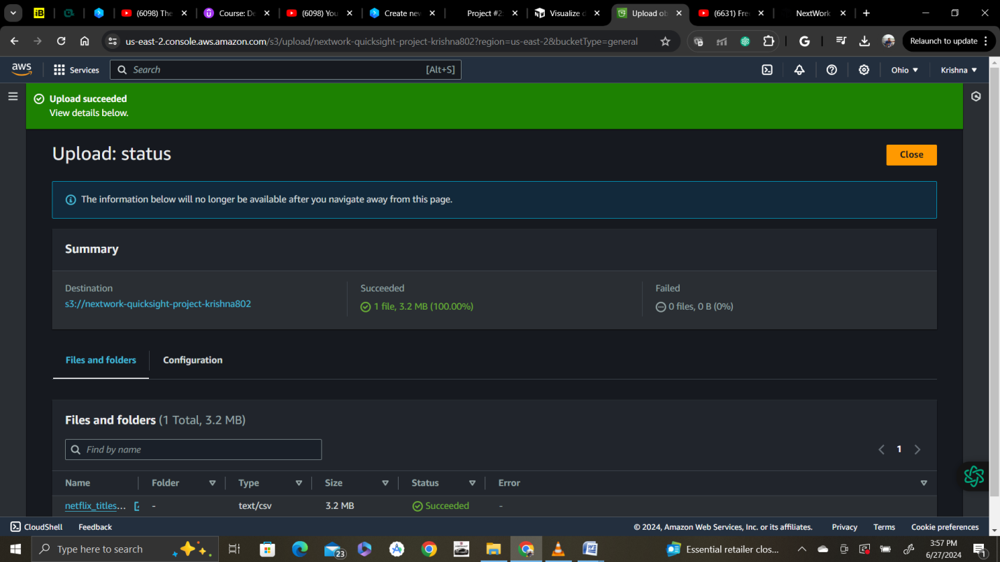 iB
(6098) The
Course: De
(6098) You
Create new
Project #2:
Visualize d
Upload ob
(6631) Fre
NextWork
us-east-2.console.aws.amazon.com/s3/upload/nextwork-quicksight-project-krishna802?region=us-east-2&bucketType=general
G
Relaunch to update
aws
Services
Search
[Alt+S]
Ohio
Krishna
Upload succeeded
View details below.
Upload: status
Close
The information below will no longer be available after you navigate away from this page.
Summary
Destination
s3://nextwork-quicksight-project-krishna802
Succeeded
1 file, 3.2 MB (100.00%)
Failed
0 files, 0 B (0%)
Files and folders
Configuration
Files and folders (1 Total, 3.2 MB)
Find by name
1
Name
Folder
Type
Size
Status
Error
netflix_titles...
-
text/csv
3.2 MB
Succeeded
-
CloudShell
Feedback
© 2024, Amazon Web Services, Inc. or its affiliates.
Privacy
Terms
Cookie preferences
Type here to search
23
Essential retailer clos...
3:57 PM
6/27/2024
1